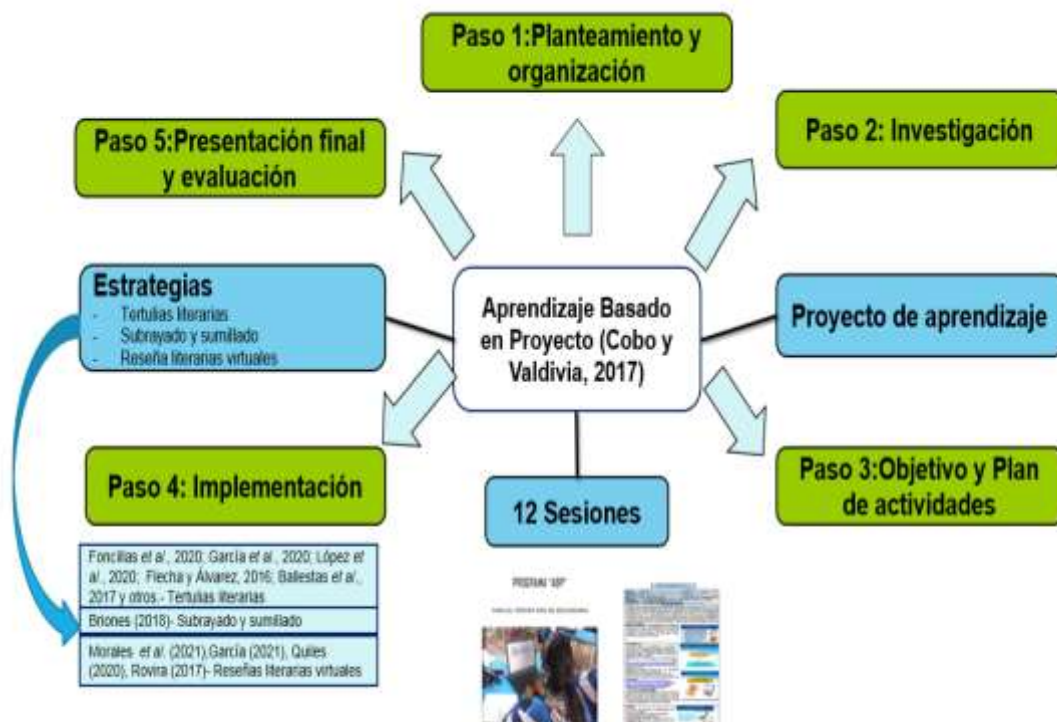 Paso 1:Planteamiento y
organización
Paso 2: Investigación
Paso 5:Presentación final
y evaluación
Estrategias
- Tertulias literarias
- Subrayado y sumillado
- Reseña literarias virtuales
Aprendizaje Basado
en Proyecto (Cobo y
Valdivia, 2017)
Proyecto de aprendizaje
Paso 4: Implementación
12 Sesiones
Paso 3:Objetivo y Plan
de actividades
Foncillas et al., 2020; García et al., 2020; López et
al., 2020; Flecha y Álvarez, 2016; Ballestas et al.,
2017 y otros.- Tertulias literarias
Briones (2018)- Subrayado y sumillado
Morales et al. (2021),García (2021), Quiles
(2020), Rovira (2017)- Reseñas literarias virtuales
PROGRAMA "ABP"